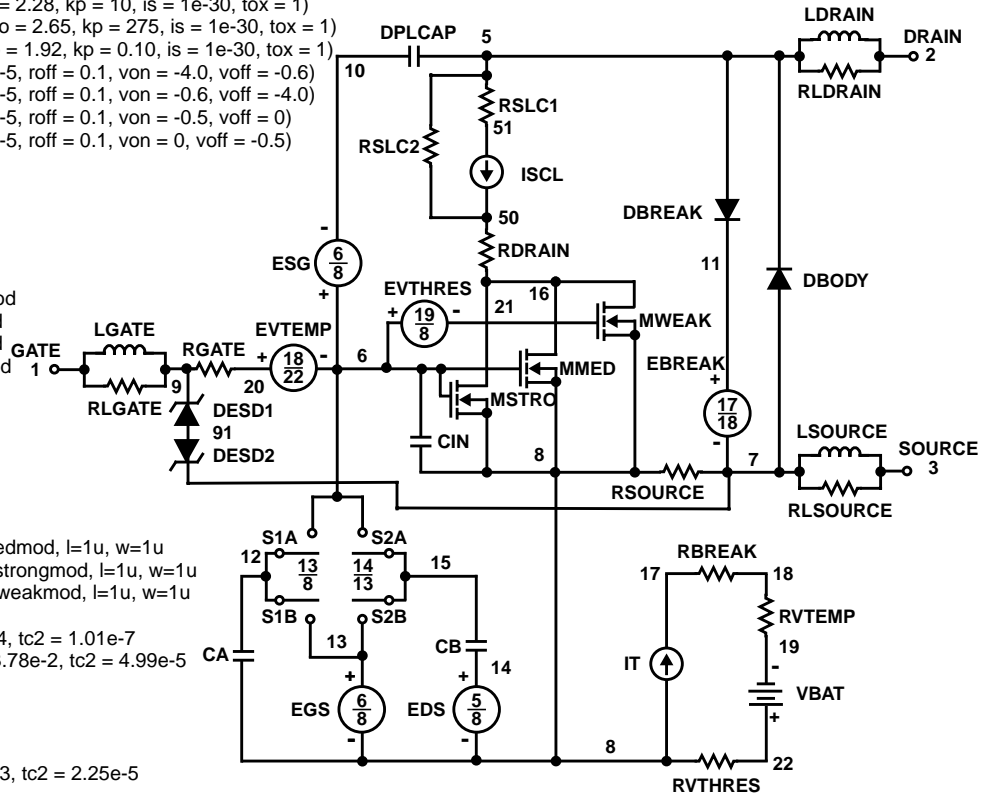 = 2.28, kp = 10, is = 1e-30, tox = 1)
o = 2.65, kp = 275, is = 1e-30, tox = 1)
= 1.92, kp = 0.10, is = 1e-30, tox = 1)
-5, roff = 0.1, von = -4.0, voff = -0.6)
-5, roff = 0.1, von = -0.6, voff = -4.0)
-5, roff = 0.1, von = -0.5, voff = 0)
-5, roff = 0.1, von = 0, voff = -0.5)
DPLCAP
5
10
LDRAIN
DRAIN
2
RLDRAIN
RSLC1
51
RSLC2
ISCL
50
RDRAIN
DBREAK
11
DBODY
-
ESG
6
8
+
EVTHRES
+
19
8
-
21
16
MWEAK
od
d
GATE
1
LGATE
RLGATE
9
RGATE
20
EVTEMP
+
18
22
-
6
MMED
MSTRO
EBREAK
+
17
18
-
DESD1
91
DESD2
CIN
8
RSOURCE
7
LSOURCE
SOURCE
3
RLSOURCE
edmod, l=1u, w=1u
strongmod, l=1u, w=1u
weakmod, l=1u, w=1u
4, tc2 = 1.01e-7
.78e-2, tc2 = 4.99e-5
3, tc2 = 2.25e-5
S1A
S2A
12
13
8
14
13
15
S1B
S2B
13
CA
CB
14
+
EGS
6
8
-
+
EDS
5
8
-
8
RBREAK
17
18
RVTEMP
19
-
IT
VBAT
+
22
RVTHRES